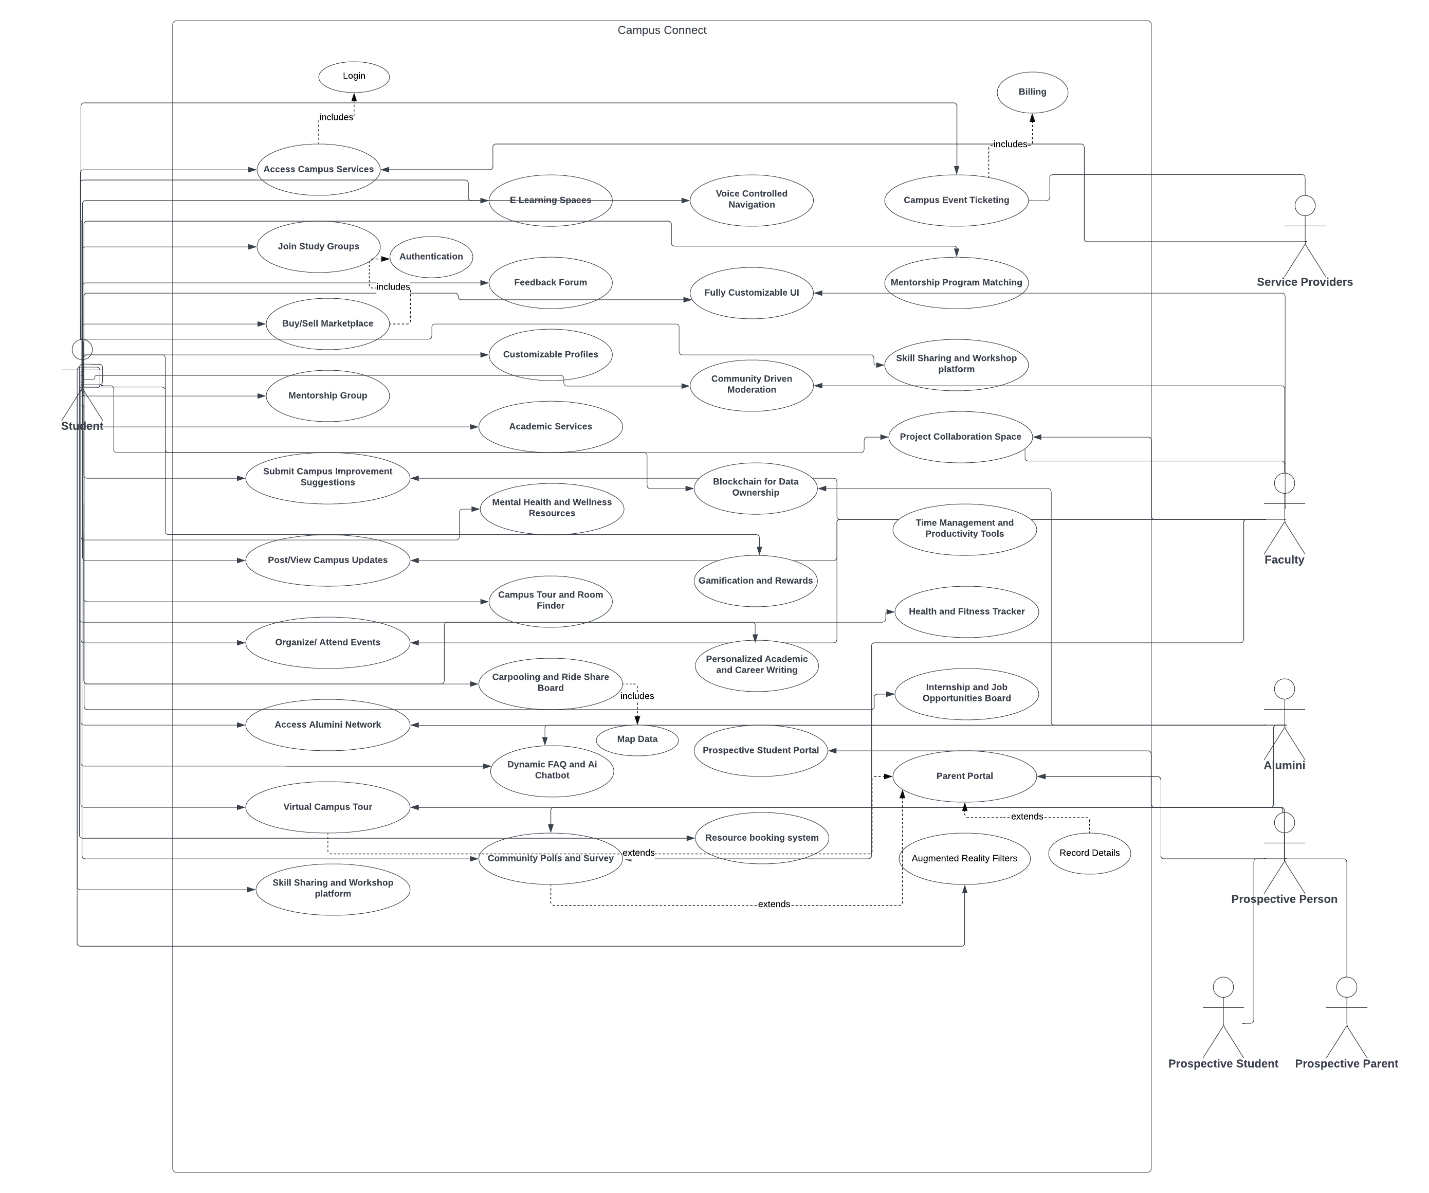 Campus Connect
Login
Billing
includes
includes
Access Campus Services
E Learning Spaces
Voice Controlled
Navigation
Campus Event Ticketing
Join Study Groups
Authentication
Service Providers
Feedback Forum
includes
Fully Customizable UI
Mentorship Program Matching
Buy/Sell Marketplace
Customizable Profiles
Skill Sharing and Workshop
platform
Community Driven
Moderation
Mentorship Group
Student
Academic Services
Project Collaboration Space
Submit Campus Improvement
Suggestions
Blockchain for Data
Ownership
Mental Health and Wellness
Resources
Time Management and
Productivity Tools
Post/View Campus Updates
Faculty
Gamification and Rewards
Campus Tour and Room
Finder
Health and Fitness Tracker
Organize/ Attend Events
Personalized Academic
and Career Writing
Carpooling and Ride Share
Board
includes
Internship and Job
Opportunities Board
Access Alumini Network
Map Data
Prospective Student Portal
Dynamic FAQ and Ai
Chatbot
Alumini
Parent Portal
Virtual Campus Tour
extends
Resource booking system
Community Polls and Survey
extends
Augmented Reality Filters
Record Details
Skill Sharing and Workshop
platform
extends
Prospective Person
Prospective Student
Prospective Parent